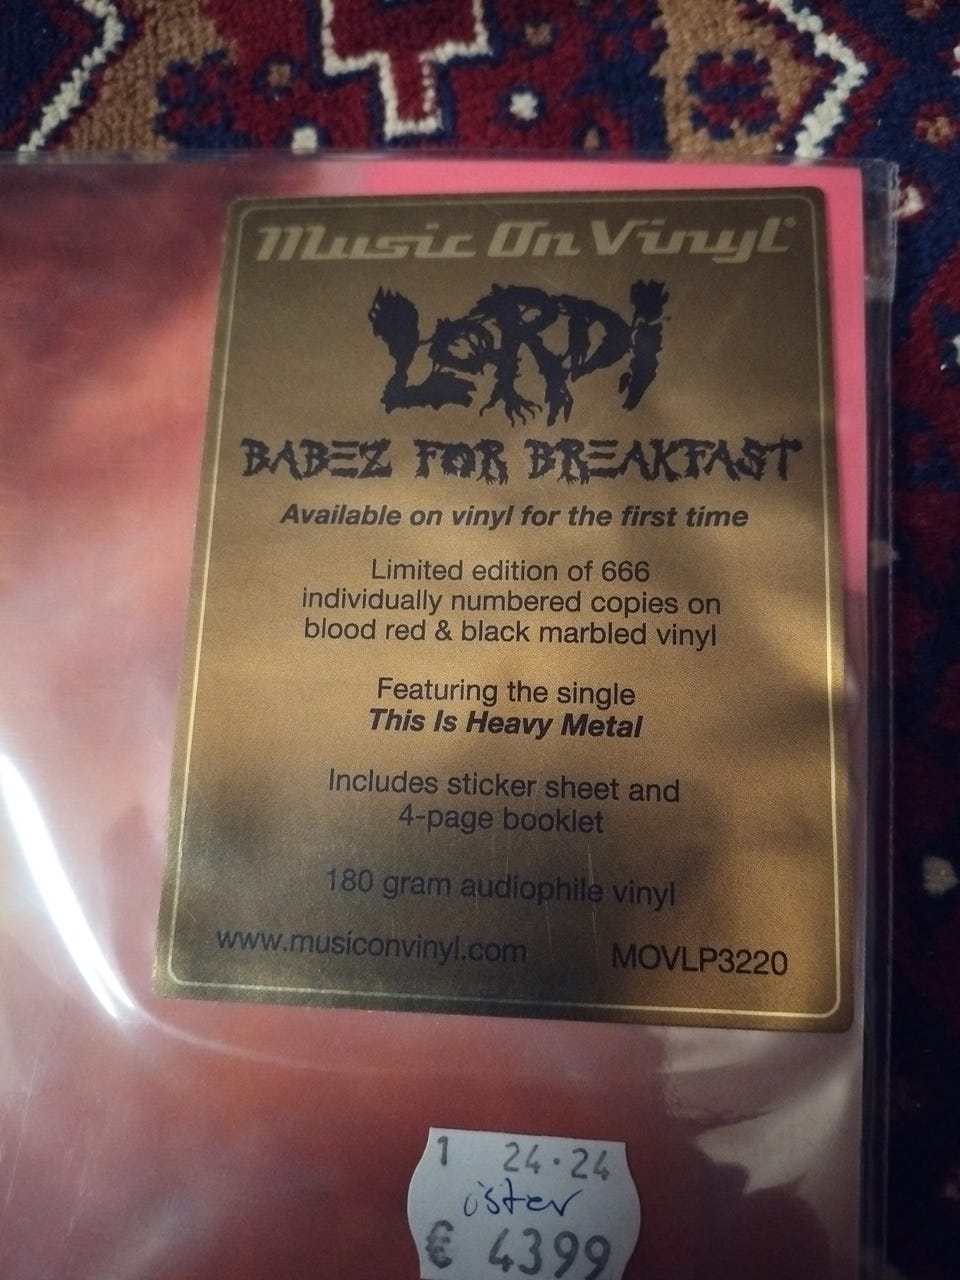 Music On Vinyl®
LORDI
BABEZ FOR BREAKFAST
Available on vinyl for the first time
Limited edition of 666
individually numbered copies on
blood red & black marbled vinyl
Featuring the single
This Is Heavy Metal
Includes sticker sheet and
4-page booklet
180 gram audiophile vinyl
www.musiconvinyl.com MOVLP3220
1 24·24
öster
€ 4399